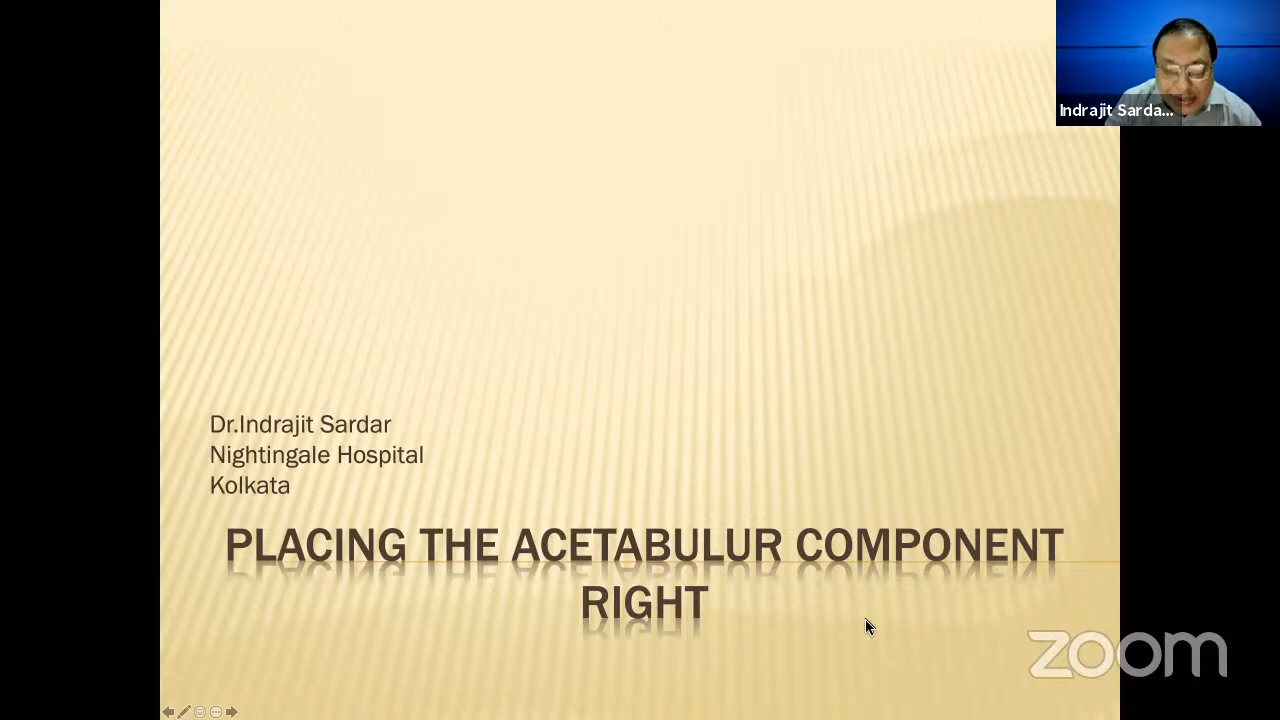 Indrajit Sarda...
Dr.Indrajit Sardar
Nightingale Hospital
Kolkata
PLACING THE ACETABULUR COMPONENT
RIGHT
zoom